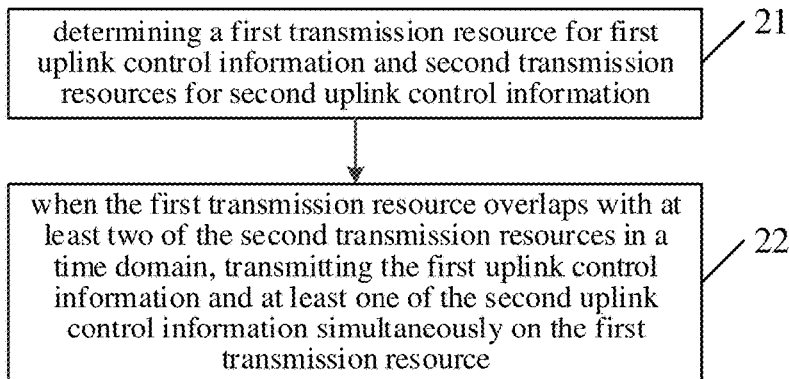 determining a first transmission resource for first
uplink control information and second transmission
resources for second uplink control information
21
when the first transmission resource overlaps with at
least two of the second transmission resources in a
time domain, transmitting the first uplink control
information and at least one of the second uplink
control information simultaneously on the first
transmission resource
22